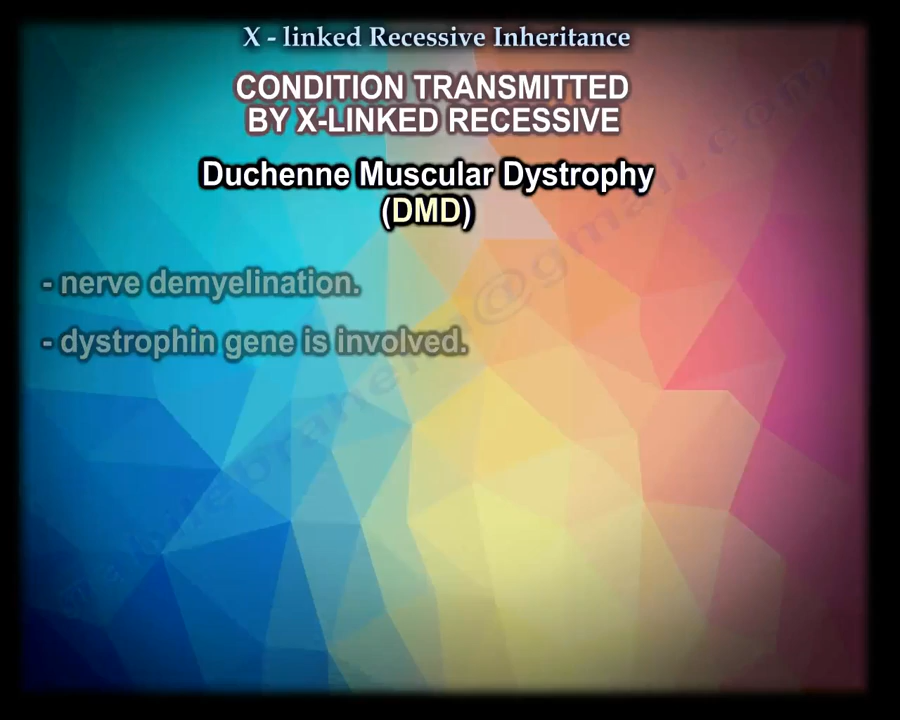 X - linked Recessive Inheritance
CONDITION TRANSMITTED
BY X-LINKED RECESSIVE
Duchenne Muscular Dystrophy
(DMD)
- nerve demyelination.
- dystrophin gene is involved.